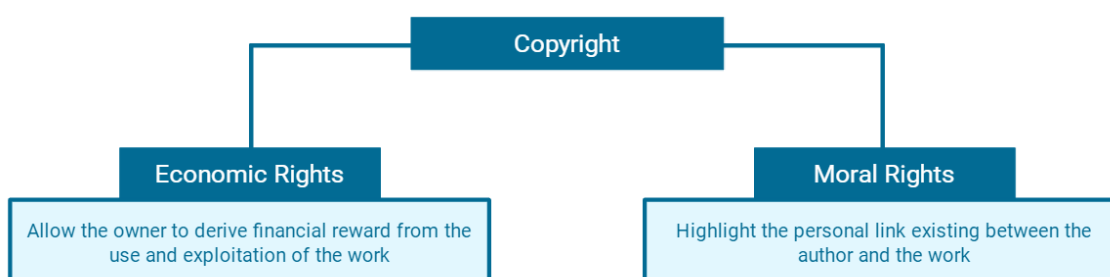 Copyright
Economic Rights
Allow the owner to derive financial reward from the
use and exploitation of the work
Moral Rights
Highlight the personal link existing between the
author and the work